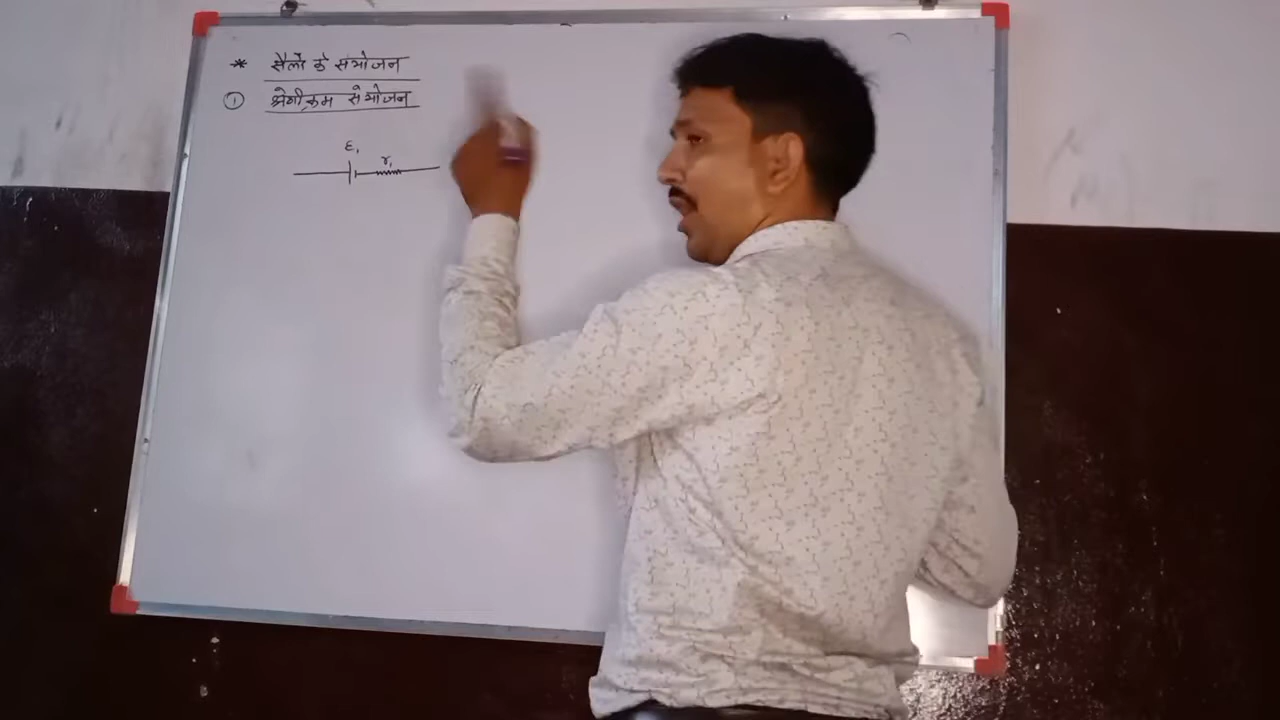 * सैलों के संयोजन
① श्रेणीक्रम संयोजन
ε₁
r₁